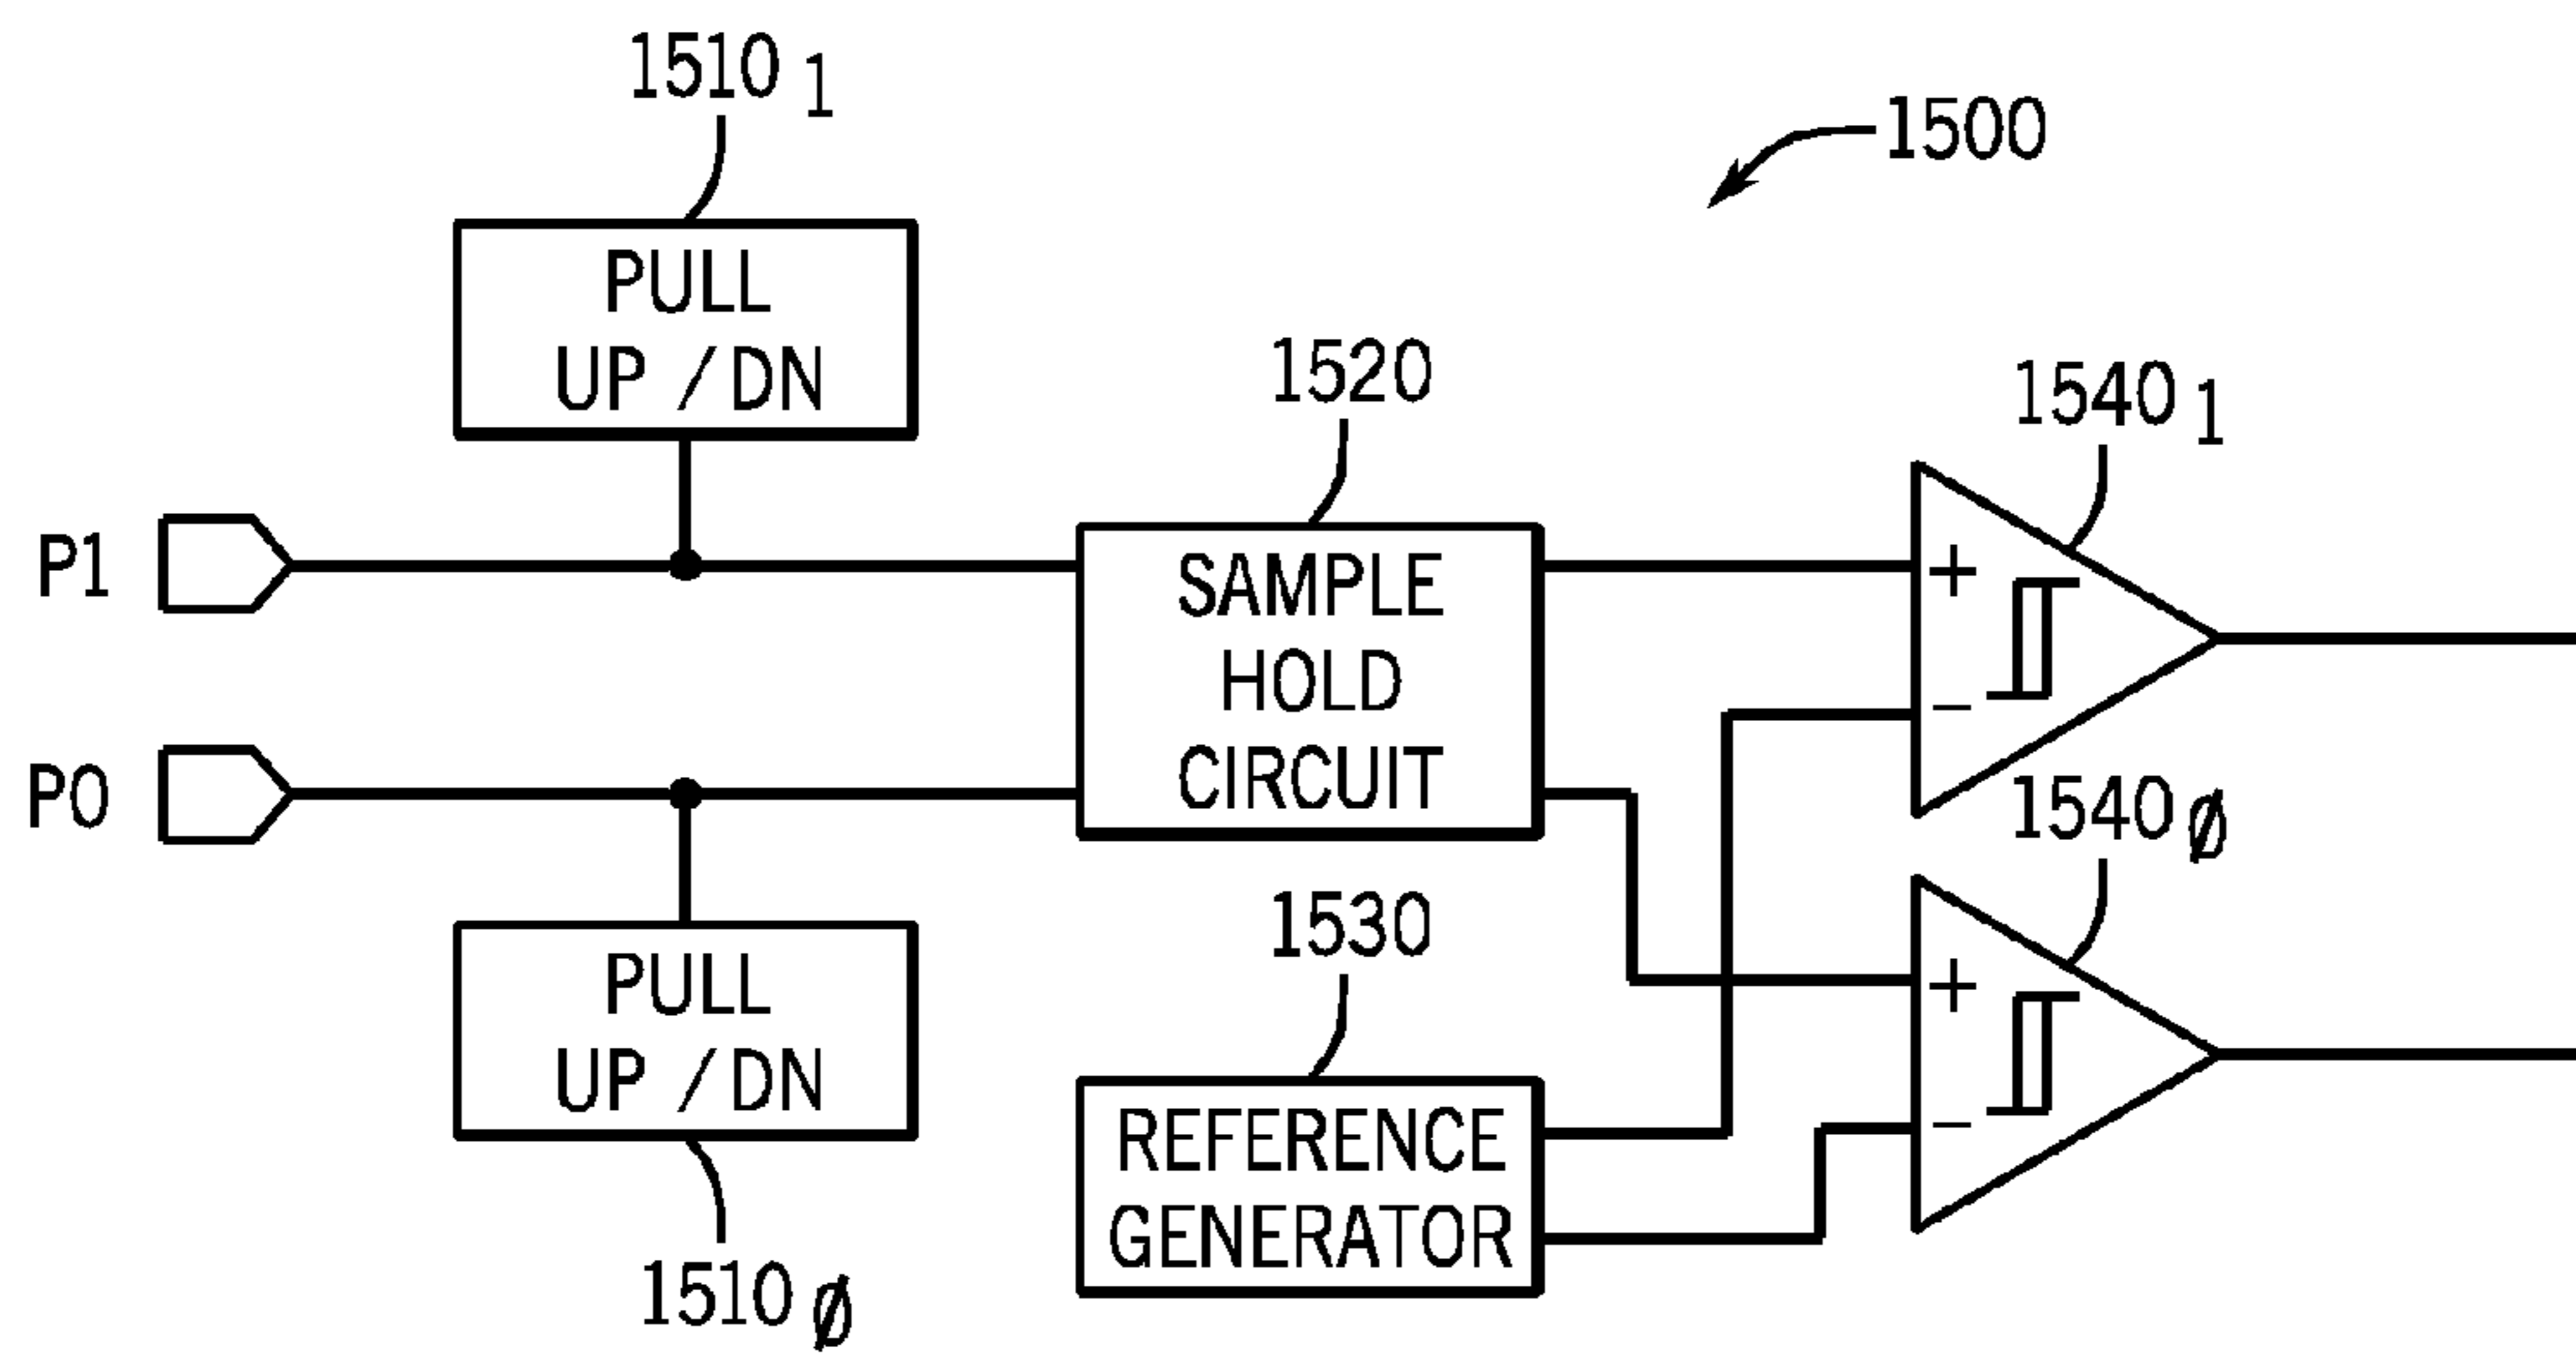 1510 1
1500
PULL
UP / DN
1520
1540 1
P1
SAMPLE
HOLD
CIRCUIT
+
−
P0
1540 Ø
1530
PULL
UP / DN
+
−
REFERENCE
GENERATOR
1510 Ø